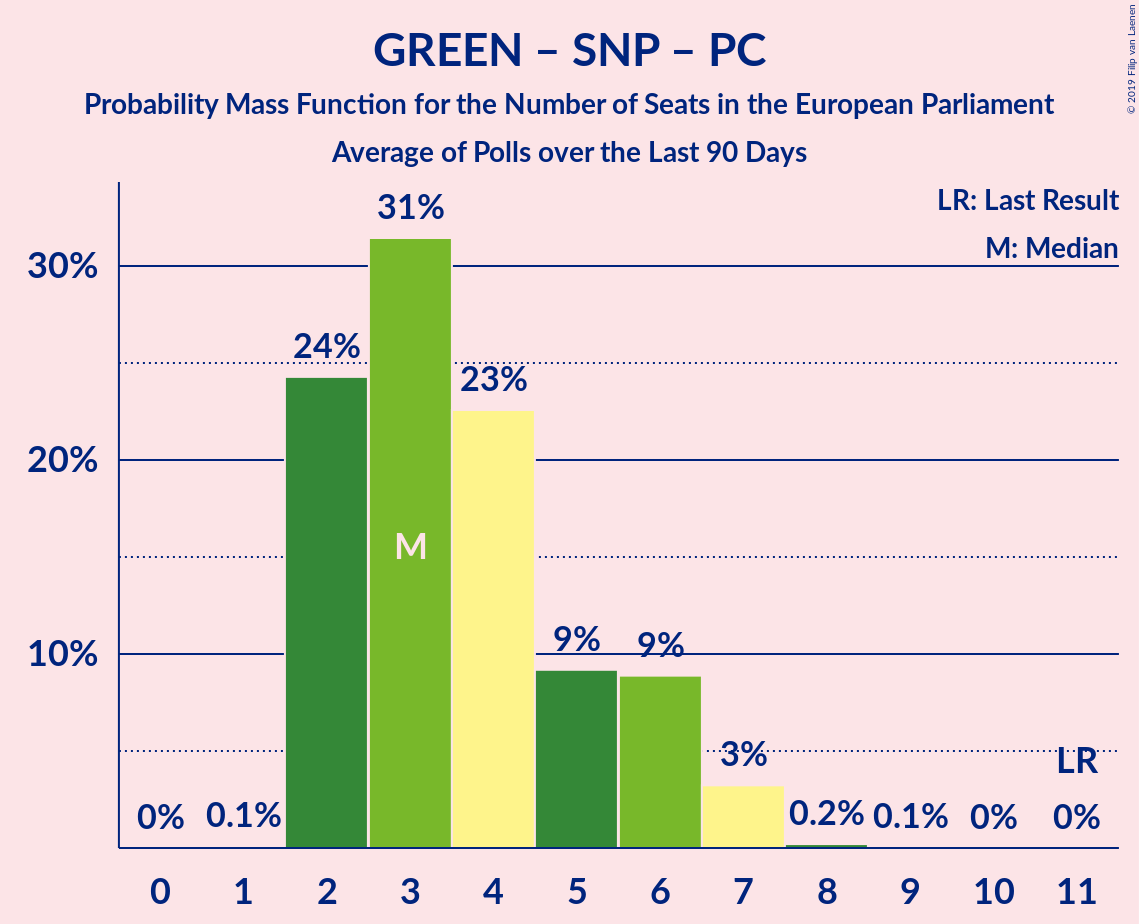 GREEN – SNP – PC
Probability Mass Function for the Number of Seats in the European Parliament
Average of Polls over the Last 90 Days
© 2019 Filip van Laenen
LR: Last Result
M: Median
31%
30%
24%
23%
20%
M
10%
9%
9%
3%
LR
0%
0.1%
0.2%
0.1%
0%
0%
0 1 2 3 4 5 6 7 8 9 10 11